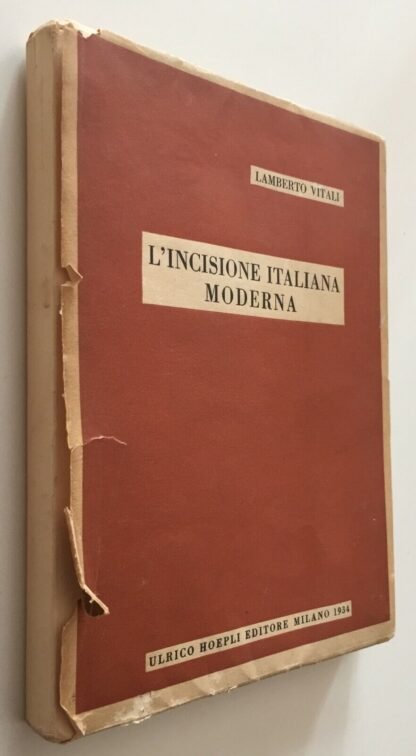 LAMBERTO VITALI
L'INCISIONE ITALIANA
MODERNA
ULRICO HOEPLI EDITORE MILANO 1934